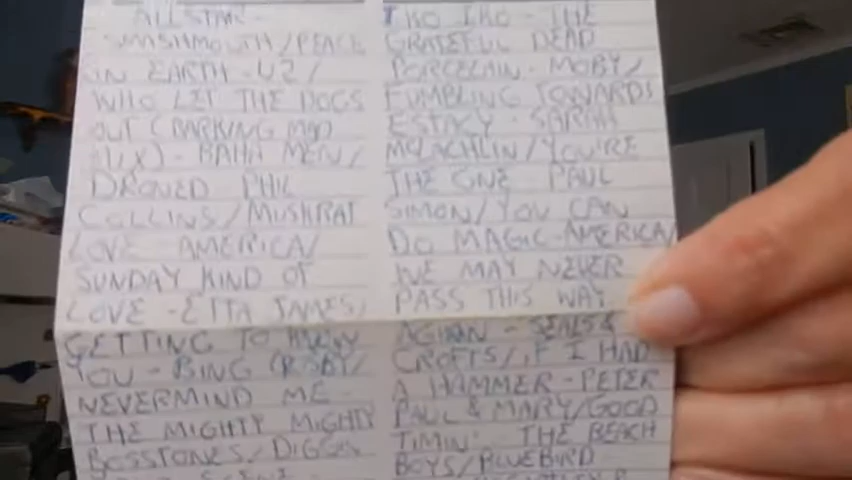 ALLSTAR-
SMASHMOUTH/PEACE
ON EARTH-U2/
WHO LET THE DOGS
OUT (BARKING MAD
MIX)- BAHA MEN/
DRONED PHIL
COLLINS/MUSKRAT
LOVE AMERICA/
SUNDAY KIND OF
LOVE -ETTA JAMES/
GETTING TO KNOW
YOU - BING CROSBY/
NEVERMIND ME -
THE MIGHTY MIGHTY
BOSSTONES/
IKO IKO - THE
GRATEFUL DEAD
PORCELAIN- MOBY/
FUMBLING TOWARDS
ESTACY- SARAH
MCLACHLIN/YOU'RE
THE ONE PAUL
SIMON/YOU CAN
DO MAGIC-AMERICA/
WE MAY NEVER
PASS THIS WAY
AGIAN - SEALS &
CROFTS/IF I HAD
A HAMMER-PETER
PAUL & MARY/GOOD
TIMIN' - THE BEACH
BOYS/BLUEBIRD